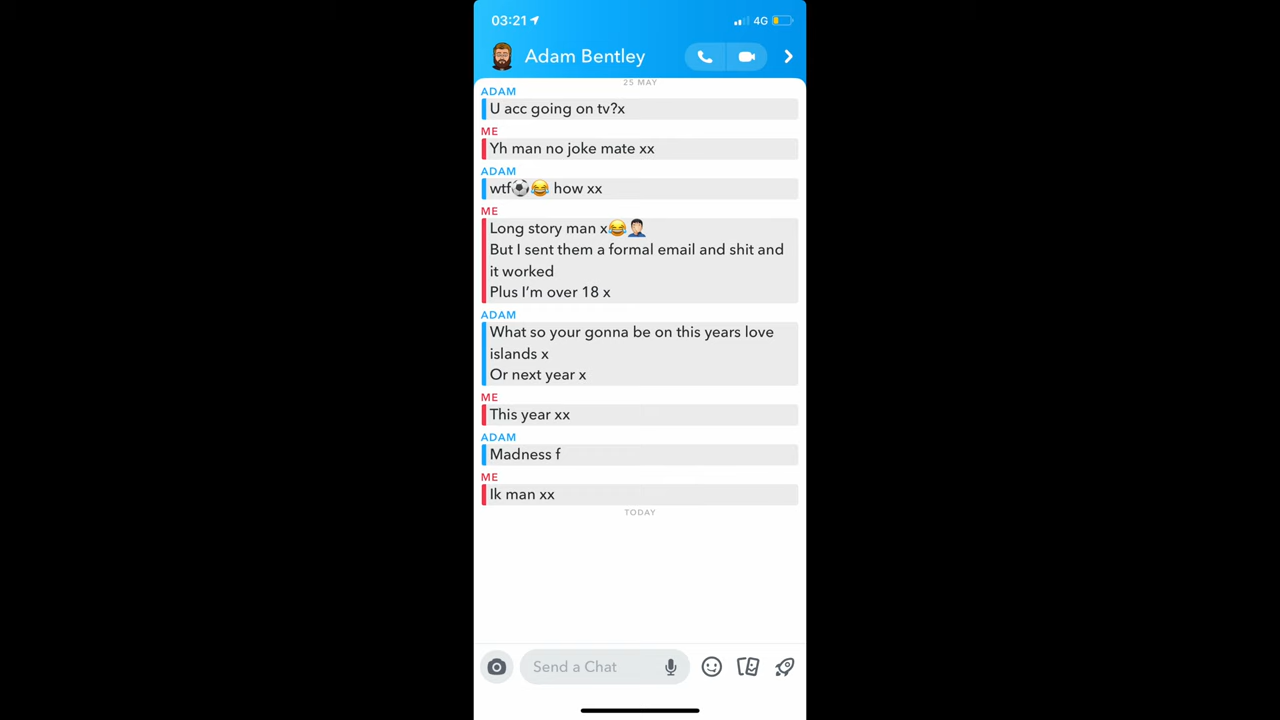 03:21
4G
Adam Bentley
25 MAY
ADAM
U acc going on tv?x
ME
Yh man no joke mate xx
ADAM
wtf⚽😂 how xx
ME
Long story man x😂🤦🏻‍♂️
But I sent them a formal email and shit and
it worked
Plus I'm over 18 x
ADAM
What so your gonna be on this years love
islands x
Or next year x
ME
This year xx
ADAM
Madness f
ME
Ik man xx
TODAY
Send a Chat